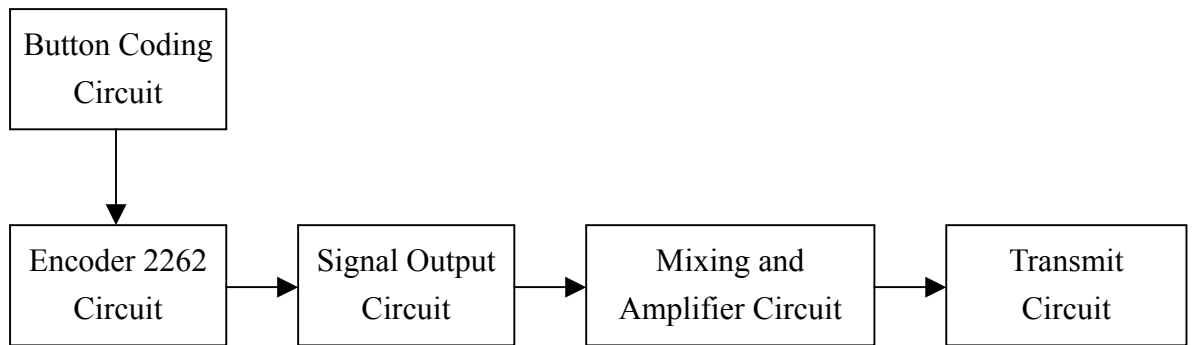 Button Coding
Circuit
Encoder 2262
Circuit
Signal Output
Circuit
Mixing and
Amplifier Circuit
Transmit
Circuit